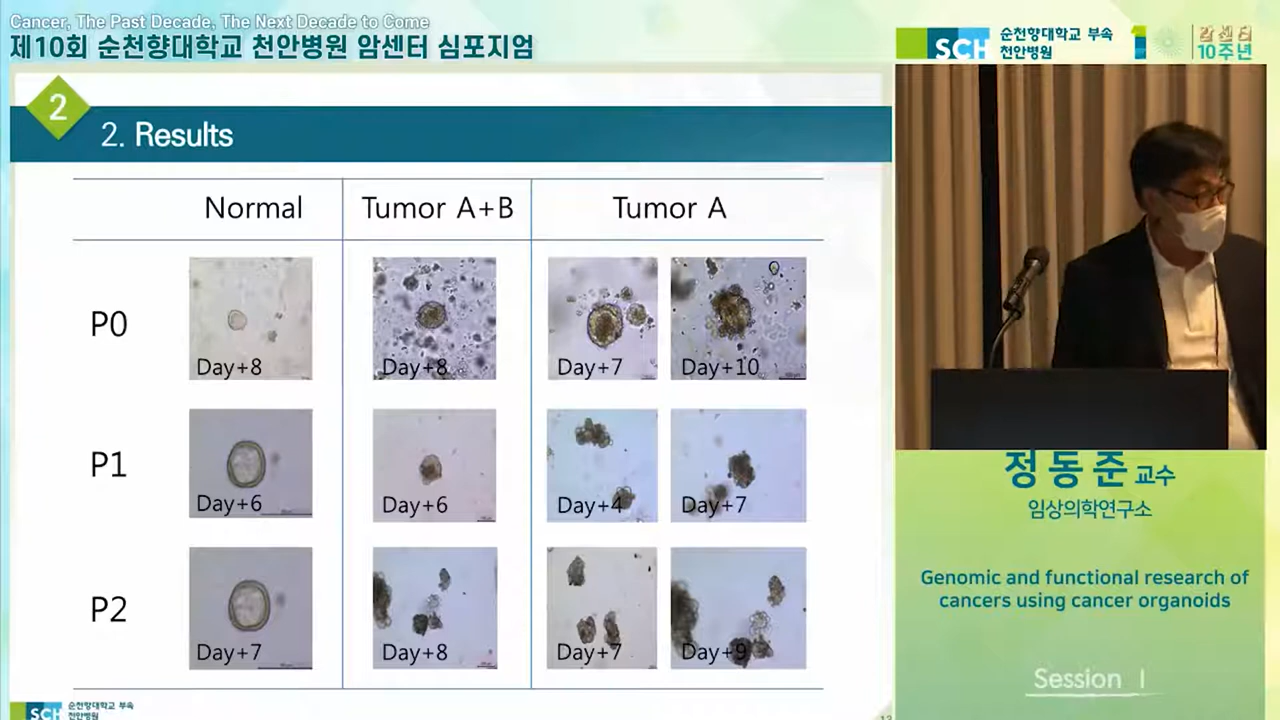 Cancer, The Past Decade, The Next Decade to Come
제10회 순천향대학교 천안병원 암센터 심포지엄
SCH 순천향대학교 부속
천안병원
암센터
10주년
2
2. Results
Normal Tumor A+B Tumor A
P0
Day+8 Day+8 Day+7 Day+10
P1
Day+6 Day+6 Day+4 Day+7
P2
Day+7 Day+8 Day+7 Day+9
정동준 교수
임상의학연구소
Genomic and functional research of
cancers using cancer organoids
Session I
SCH 순천향대학교 부속
천안병원